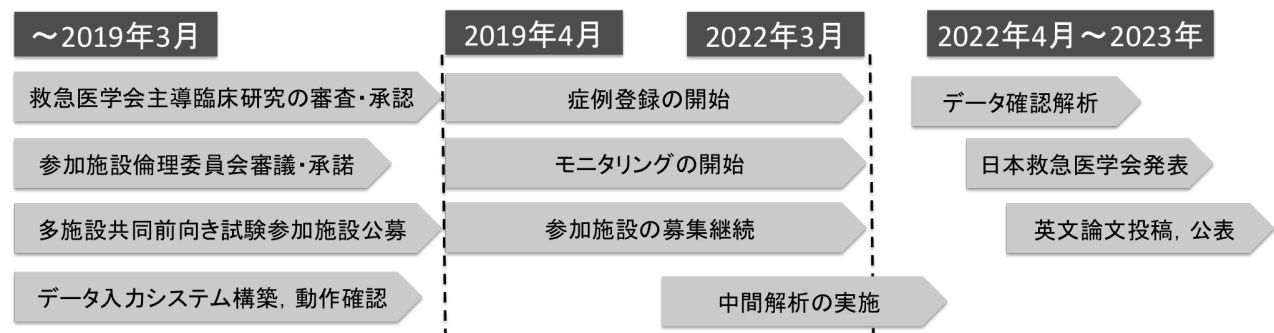 ～2019年3月
2019年4月
2022年3月
2022年4月～2023年
救急医学会主導臨床研究の審査・承認
症例登録の開始
データ確認解析
参加施設倫理委員会審議・承諾
モニタリングの開始
日本救急医学会発表
多施設共同前向き試験参加施設公募
参加施設の募集継続
英文論文投稿, 公表
データ入力システム構築, 動作確認
中間解析の実施